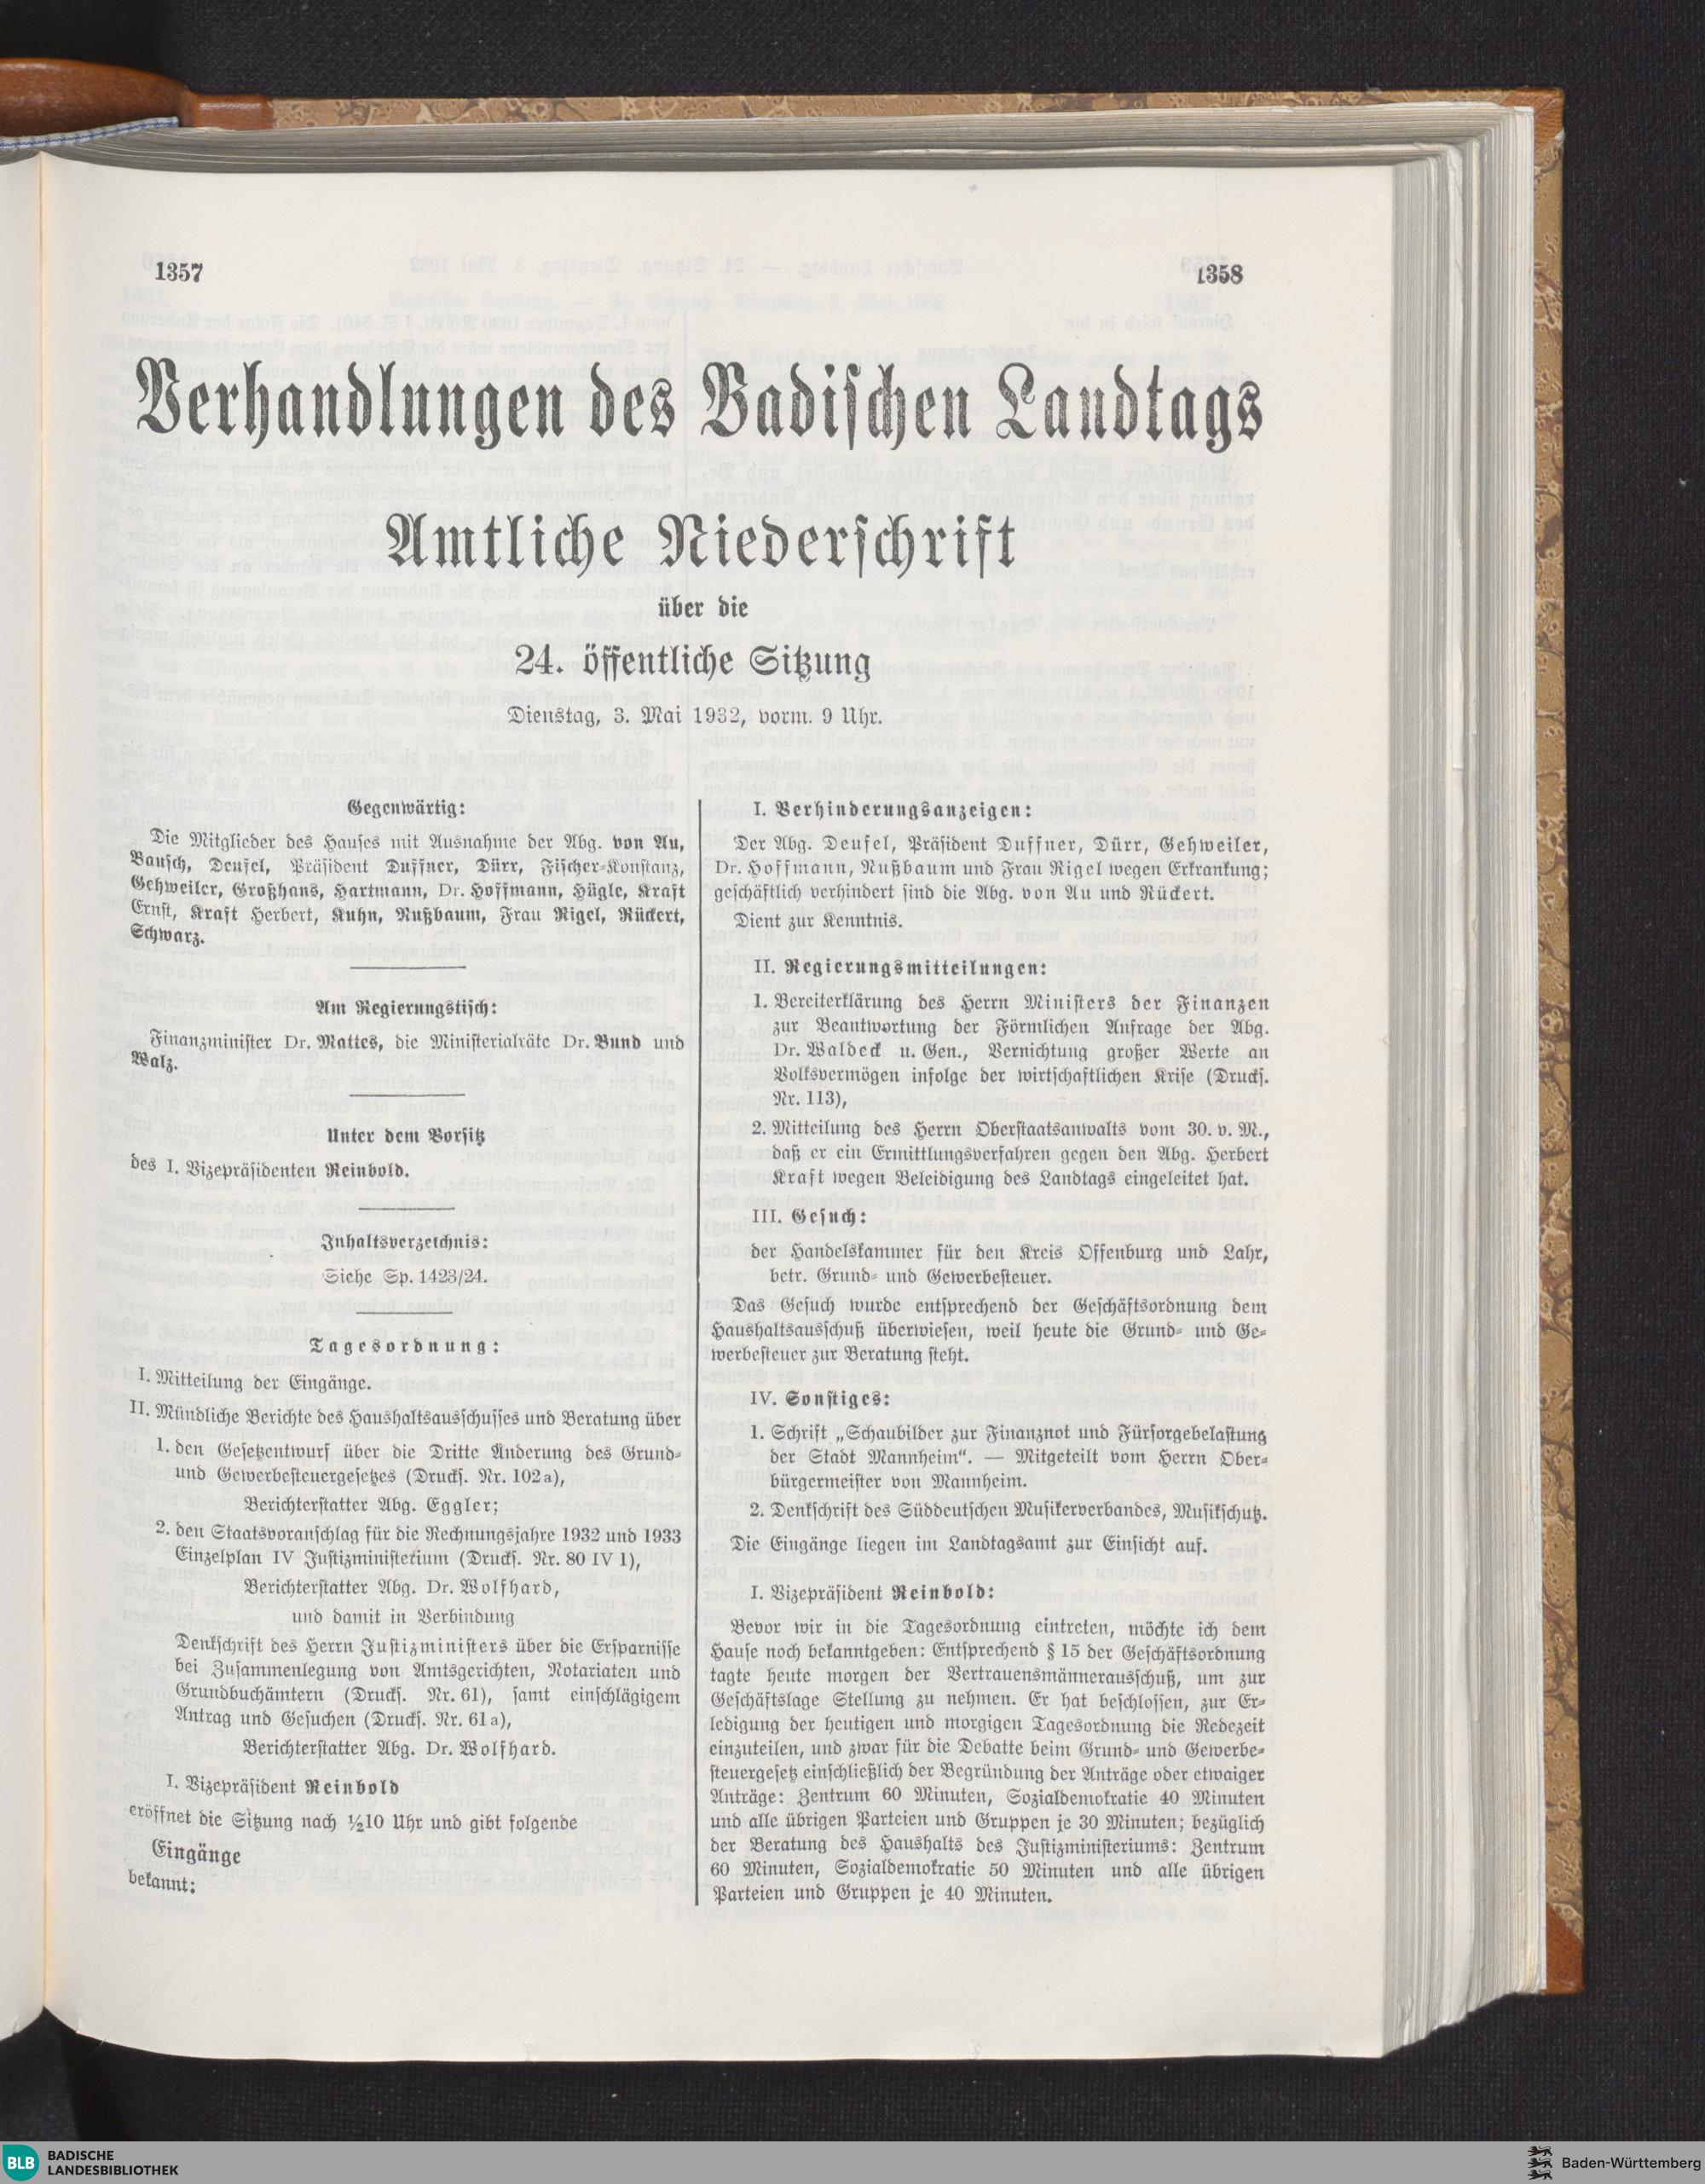 1357
1358
Verhandlungen des Badischen Landtags
Amtliche Niederschrift
über die
24. öffentliche Sitzung
Dienstag, 3. Mai 1932, vorm. 9 Uhr.
Gegenwärtig:
Die Mitglieder des Hauses mit Ausnahme der Abg. von Au,
Bausch, Deufel, Präsident Duffner, Dürr, Fischer-Konstanz,
Gehweiler, Großhans, Hartmann, Dr. Hoffmann, Hügle, Kraft
Ernst, Kraft Herbert, Kuhn, Nußbaum, Frau Rigel, Rückert,
Schwarz.
Am Regierungstisch:
Finanzminister Dr. Mattes, die Ministerialräte Dr. Bund und
Walz.
Unter dem Vorsitz
des I. Vizepräsidenten Reinbold.
Inhaltsverzeichnis:
Siehe Sp. 1423/24.
Tagesordnung:
I. Mitteilung der Eingänge.
II. Mündliche Berichte des Haushaltsausschusses und Beratung über
1. den Gesetzentwurf über die Dritte Änderung des Grund-
und Gewerbesteuergesetzes (Drucks. Nr. 102a),
Berichterstatter Abg. Eggler;
2. den Staatsvoranschlag für die Rechnungsjahre 1932 und 1933
Einzelplan IV Justizministerium (Drucks. Nr. 80 IV 1),
Berichterstatter Abg. Dr. Wolfhard,
und damit in Verbindung
Denkschrift des Herrn Justizministers über die Ersparnisse
bei Zusammenlegung von Amtsgerichten, Notariaten und
Grundbuchämtern (Drucks. Nr. 61), samt einschlägigem
Antrag und Gesuchen (Drucks. Nr. 61a),
Berichterstatter Abg. Dr. Wolfhard.
I. Vizepräsident Reinbold
eröffnet die Sitzung nach ½10 Uhr und gibt folgende
Eingänge
bekannt:
I. Verhinderungsanzeigen:
Der Abg. Deufel, Präsident Duffner, Dürr, Gehweiler,
Dr. Hoffmann, Nußbaum und Frau Rigel wegen Erkrankung;
geschäftlich verhindert sind die Abg. von Au und Rückert.
Dient zur Kenntnis.
II. Regierungsmitteilungen:
1. Bereiterklärung des Herrn Ministers der Finanzen
zur Beantwortung der Förmlichen Anfrage der Abg.
Dr. Waldeck u. Gen., Vernichtung großer Werte an
Volksvermögen infolge der wirtschaftlichen Krise (Drucks.
Nr. 113),
2. Mitteilung des Herrn Oberstaatsanwalts vom 30. v. M.,
daß er ein Ermittlungsverfahren gegen den Abg. Herbert
Kraft wegen Beleidigung des Landtags eingeleitet hat.
III. Gesuch:
der Handelskammer für den Kreis Offenburg und Lahr,
betr. Grund- und Gewerbesteuer.
Das Gesuch wurde entsprechend der Geschäftsordnung dem
Haushaltsausschuß überwiesen, weil heute die Grund- und Ge-
werbesteuer zur Beratung steht.
IV. Sonstiges:
1. Schrift „Schaubilder zur Finanznot und Fürsorgebelastung
der Stadt Mannheim“. — Mitgeteilt vom Herrn Ober-
bürgermeister von Mannheim.
2. Denkschrift des Süddeutschen Musikerverbandes, Musikschutz.
Die Eingänge liegen im Landtagsamt zur Einsicht auf.
I. Vizepräsident Reinbold:
Bevor wir in die Tagesordnung eintreten, möchte ich dem
Hause noch bekanntgeben: Entsprechend § 15 der Geschäftsordnung
tagte heute morgen der Vertrauensmännerausschuß, um zur
Geschäftslage Stellung zu nehmen. Er hat beschlossen, zur Er-
ledigung der heutigen und morgigen Tagesordnung die Redezeit
einzuteilen, und zwar für die Debatte beim Grund- und Gewerbe-
steuergesetz einschließlich der Begründung der Anträge oder etwaiger
Anträge: Zentrum 60 Minuten, Sozialdemokratie 40 Minuten
und alle übrigen Parteien und Gruppen je 30 Minuten; bezüglich
der Beratung des Haushalts des Justizministeriums: Zentrum
60 Minuten, Sozialdemokratie 50 Minuten und alle übrigen
Parteien und Gruppen je 40 Minuten.
BLB BADISCHE
LANDESBIBLIOTHEK
Baden-Württemberg